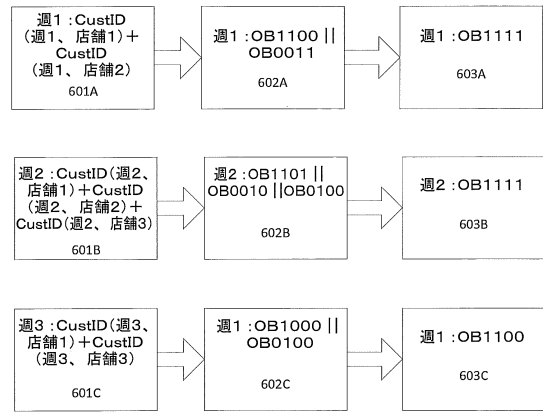 週1：CustID
(週1、店舗1)＋
CustID
(週1、店舗2)
601A
週1：OB1100 ||
OB0011
602A
週1：OB1111
603A
週2：CustID(週2、
店舗1)＋CustID
(週2、店舗2)＋
CustID(週2、店舗3)
601B
週2：OB1101 ||
OB0010 ||OB0100
602B
週2：OB1111
603B
週3：CustID(週3、
店舗1)＋CustID
(週3、店舗3)
601C
週1：OB1000 ||
OB0100
602C
週1：OB1100
603C